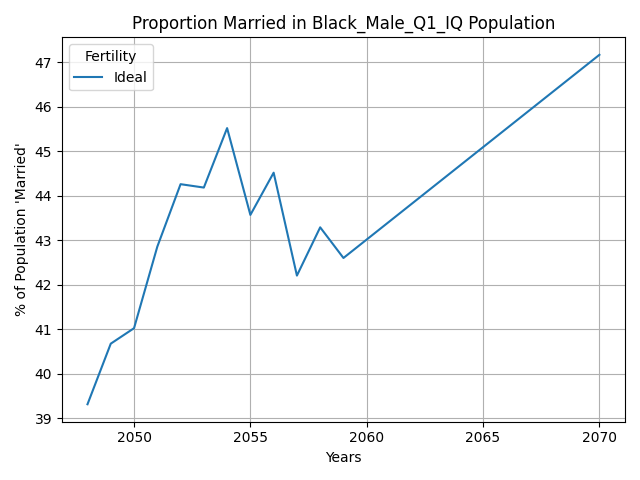 Proportion Married in Black_Male_Q1_IQ Population
Fertility
Ideal
47
46
45
44
43
42
41
40
39
% of Population 'Married'
2050 2055 2060 2065 2070
Years